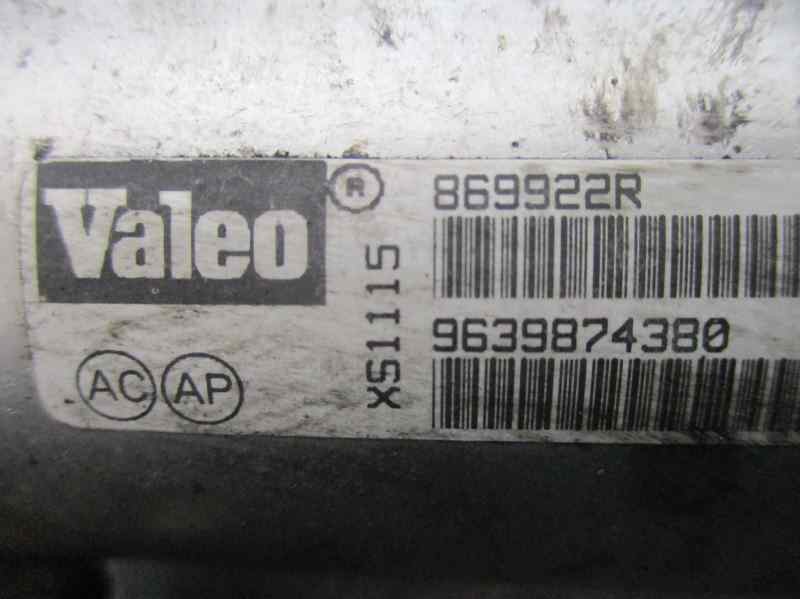 Valeo ®
869922R
XS1115
9639874380
AC AP